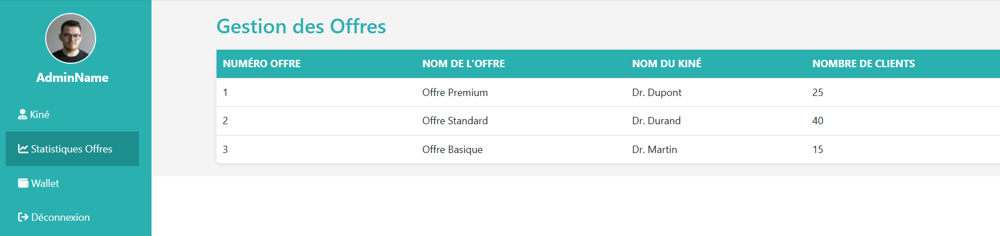 AdminName
Kiné
Statistiques Offres
Wallet
Déconnexion
Gestion des Offres
NUMÉRO OFFRE NOM DE L'OFFRE NOM DU KINÉ NOMBRE DE CLIENTS
1 Offre Premium Dr. Dupont 25
2 Offre Standard Dr. Durand 40
3 Offre Basique Dr. Martin 15